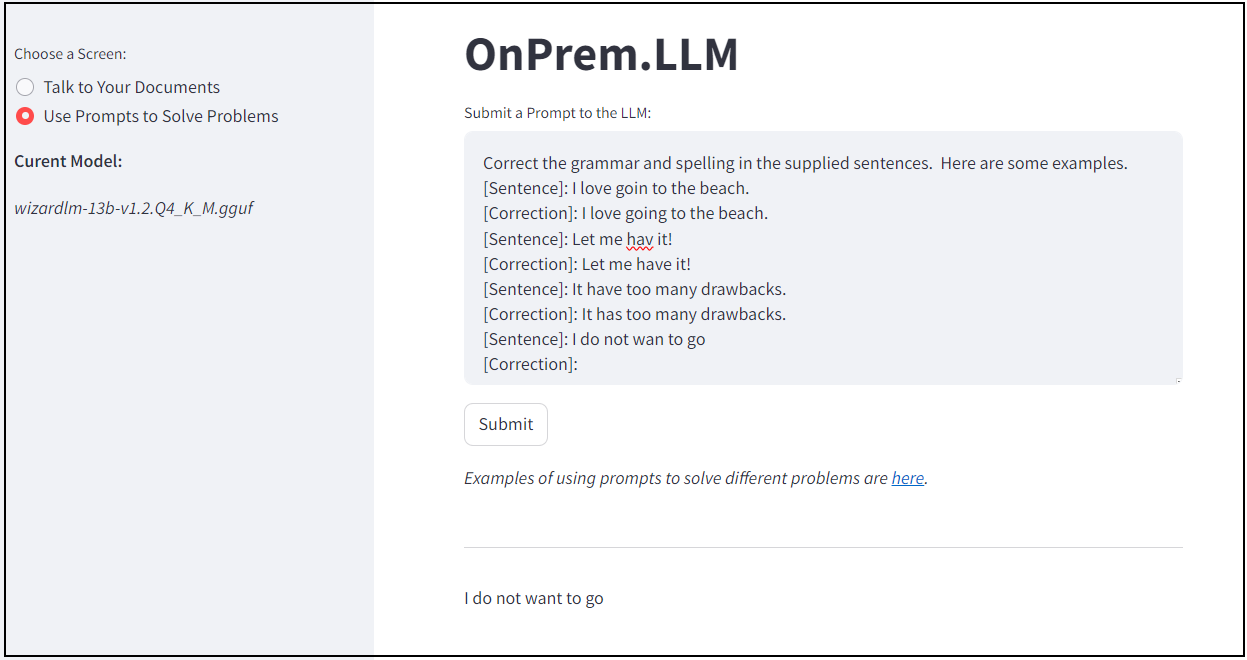 Choose a Screen:
Talk to Your Documents
Use Prompts to Solve Problems
Curent Model:
wizardlm-13b-v1.2.Q4_K_M.gguf
OnPrem.LLM
Submit a Prompt to the LLM:
Correct the grammar and spelling in the supplied sentences.  Here are some examples.
[Sentence]: I love goin to the beach.
[Correction]: I love going to the beach.
[Sentence]: Let me hav it!
[Correction]: Let me have it!
[Sentence]: It have too many drawbacks.
[Correction]: It has too many drawbacks.
[Sentence]: I do not wan to go
[Correction]:
Submit
Examples of using prompts to solve different problems are here.
I do not want to go